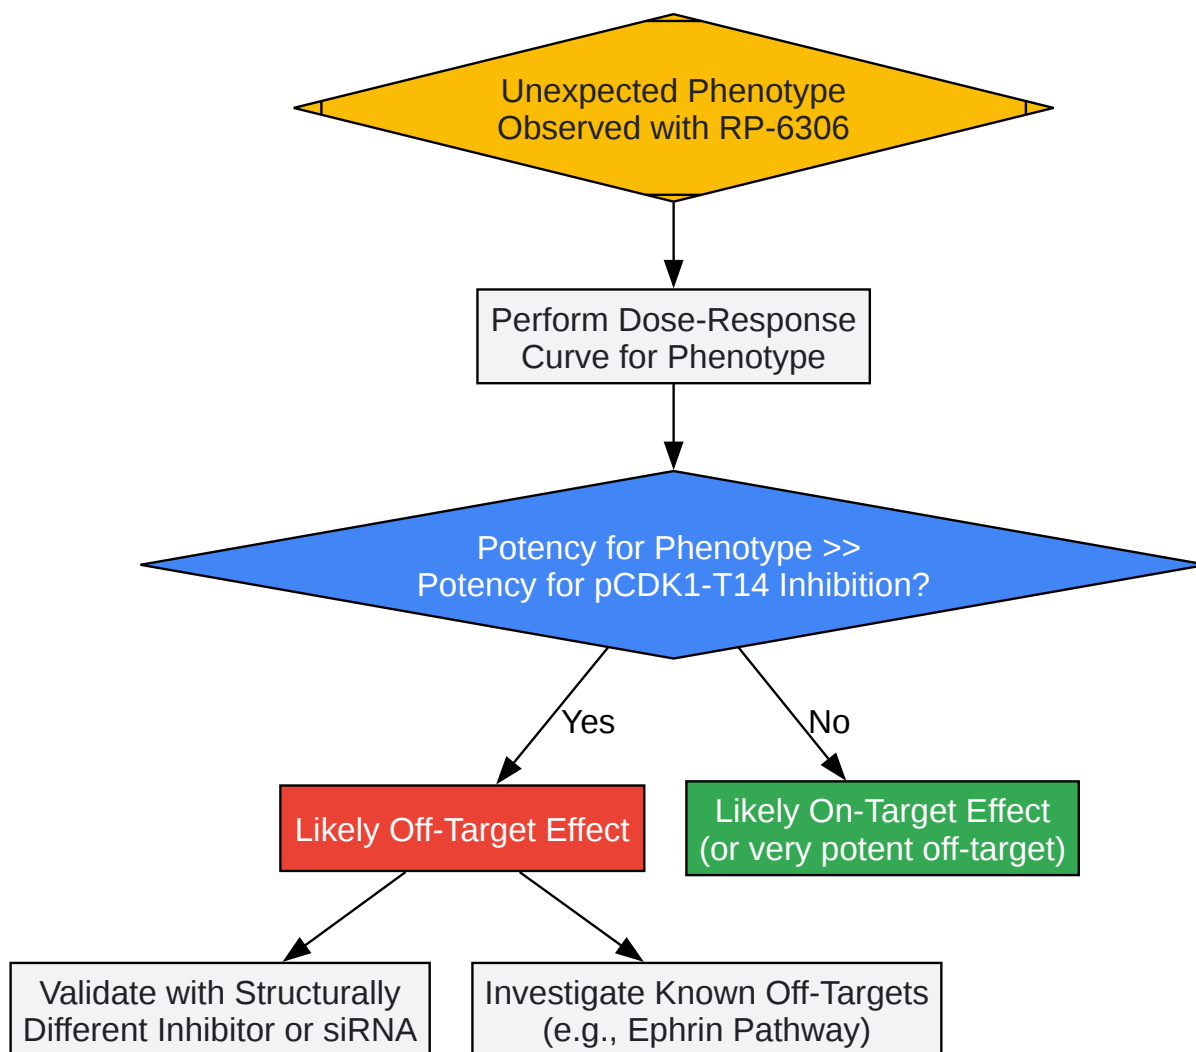 Unexpected Phenotype
Observed with RP-6306
Perform Dose-Response
Curve for Phenotype
Potency for Phenotype >>
Potency for pCDK1-T14 Inhibition?
Yes
No
Likely Off-Target Effect
Likely On-Target Effect
(or very potent off-target)
Validate with Structurally
Different Inhibitor or siRNA
Investigate Known Off-Targets
(e.g., Ephrin Pathway)